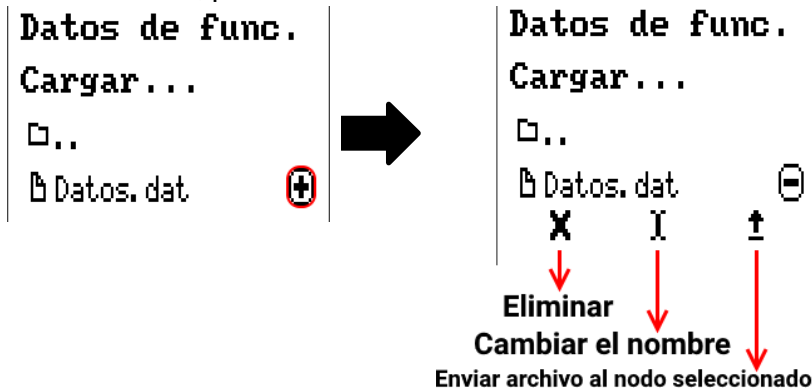 Datos de func.
Cargar...
..
Datos.dat
Datos de func.
Cargar...
..
Datos.dat
Eliminar
Cambiar el nombre
Enviar archivo al nodo seleccionado